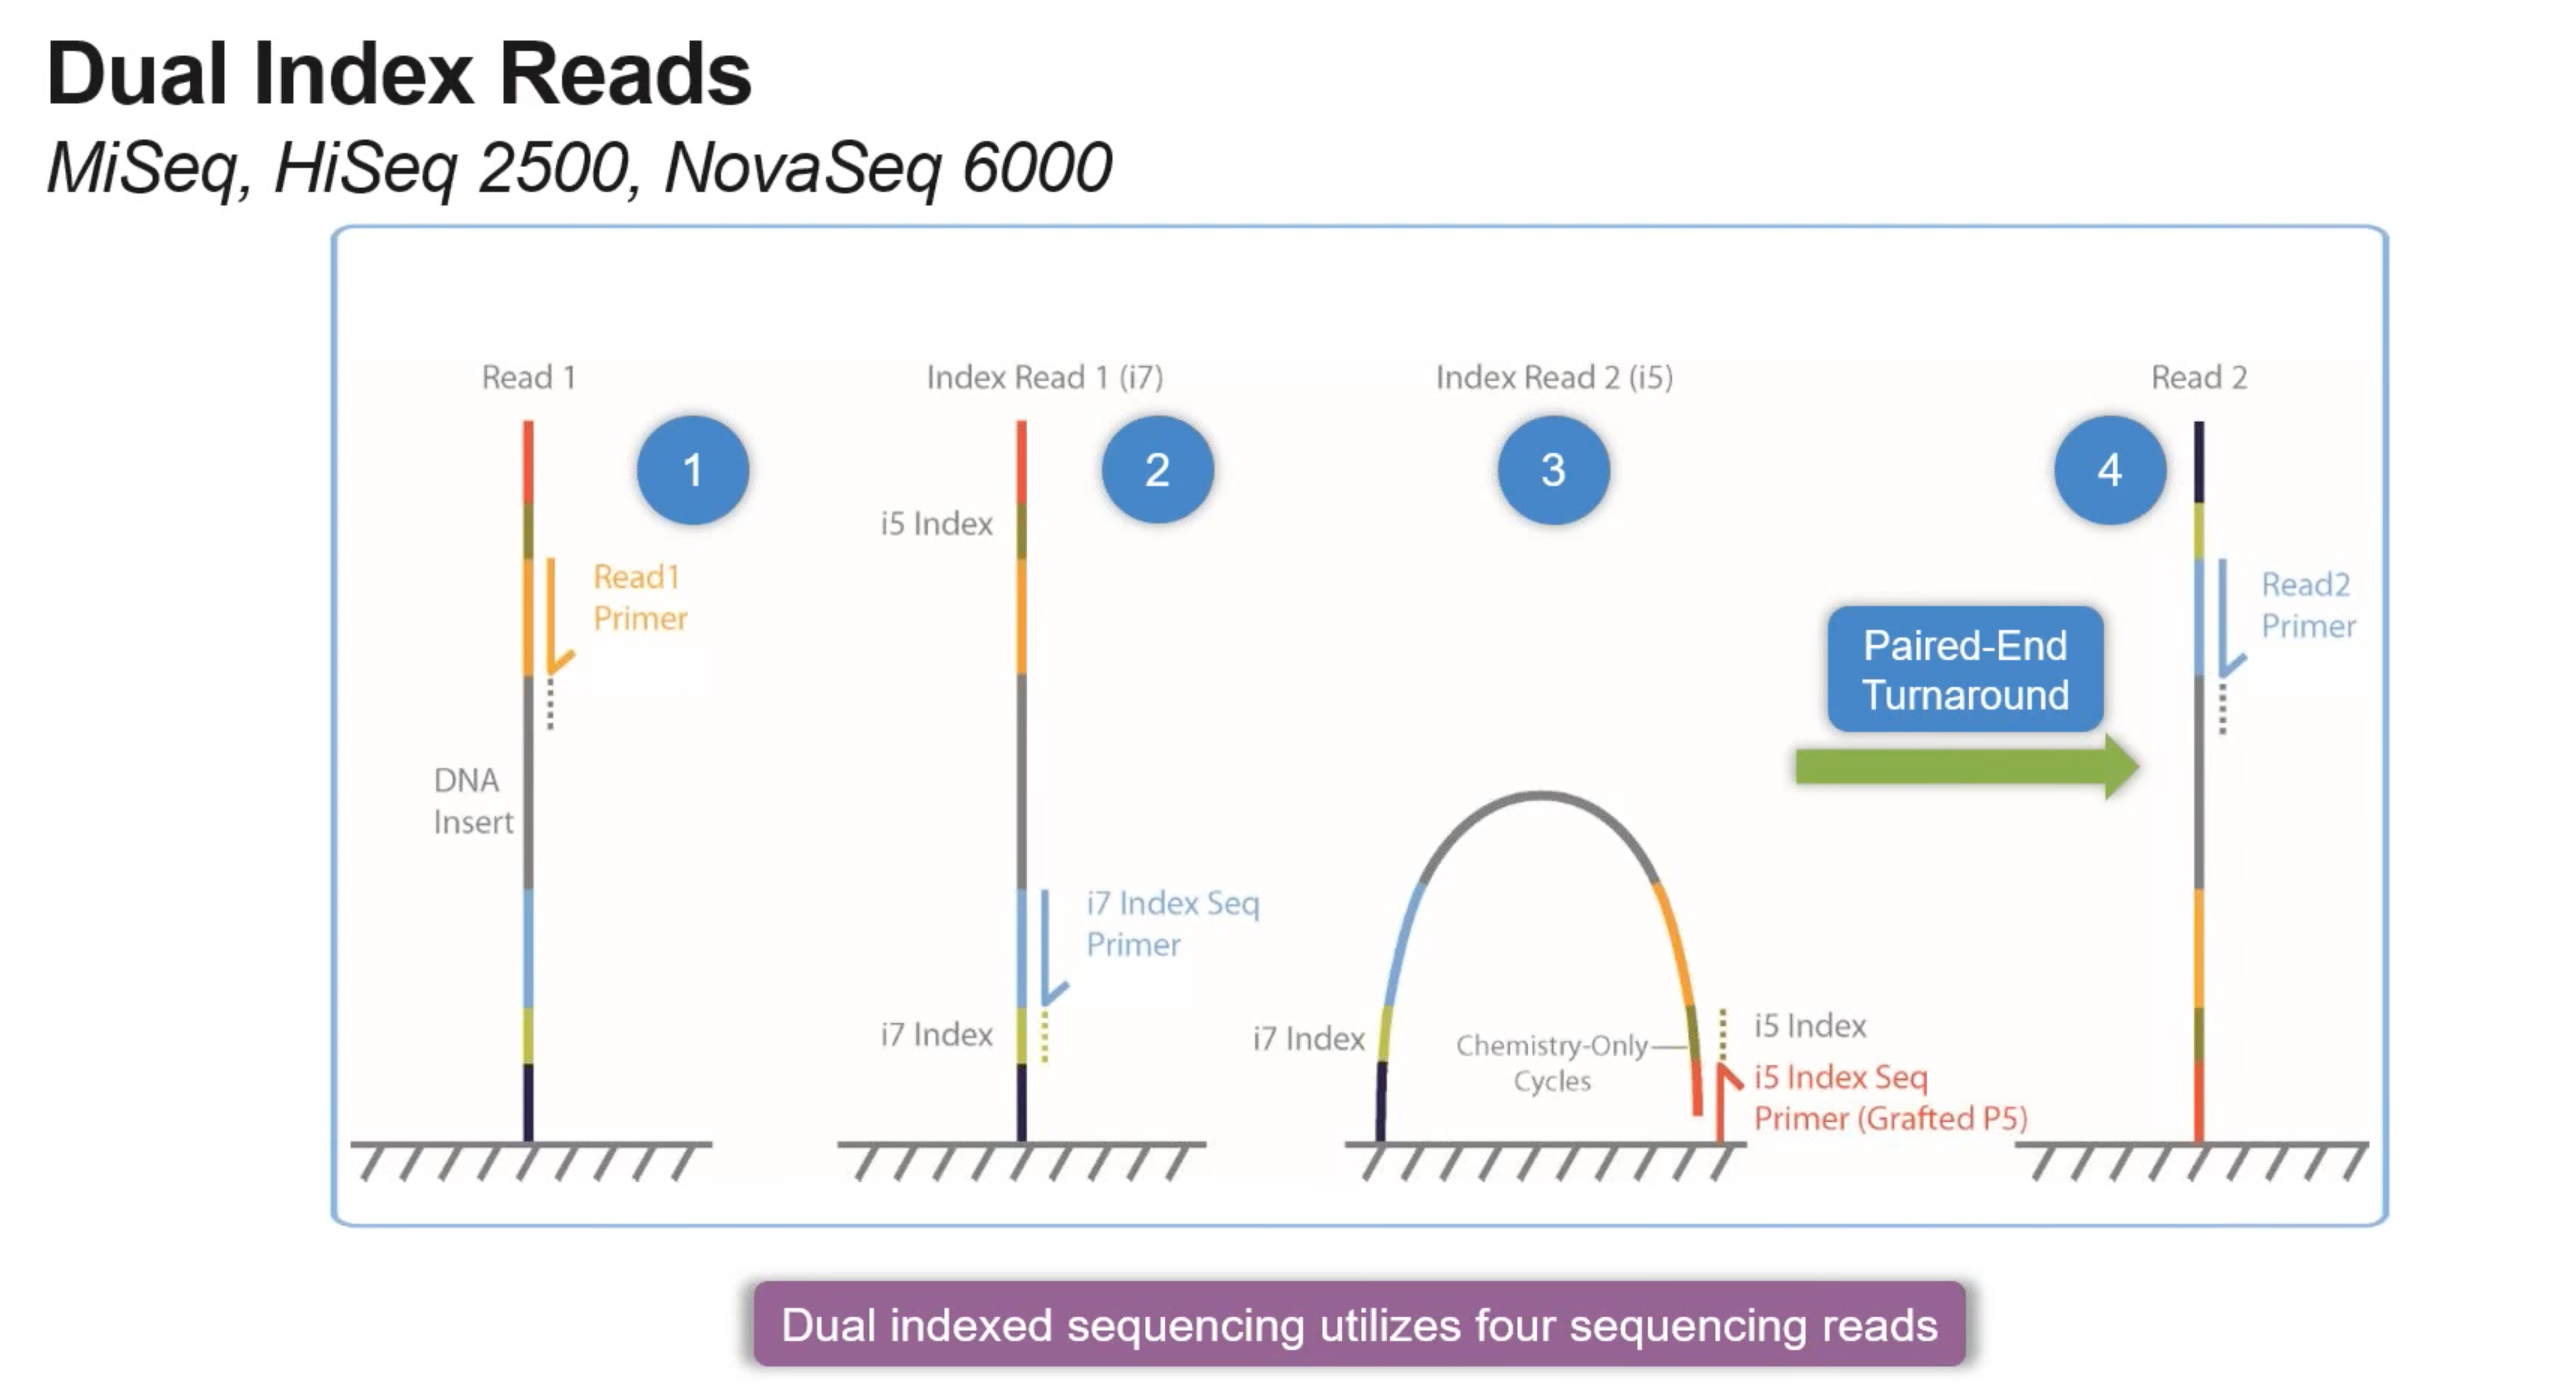 Dual Index Reads
MiSeq, HiSeq 2500, NovaSeq 6000
Read 1
1
Read1
Primer
DNA
Insert
Index Read 1 (i7)
2
i5 Index
i7 Index Seq
Primer
i7 Index
Index Read 2 (i5)
3
i7 Index
Chemistry-Only
Cycles
i5 Index
i5 Index Seq
Primer (Grafted P5)
Paired-End
Turnaround
Read 2
4
Read2
Primer
Dual indexed sequencing utilizes four sequencing reads